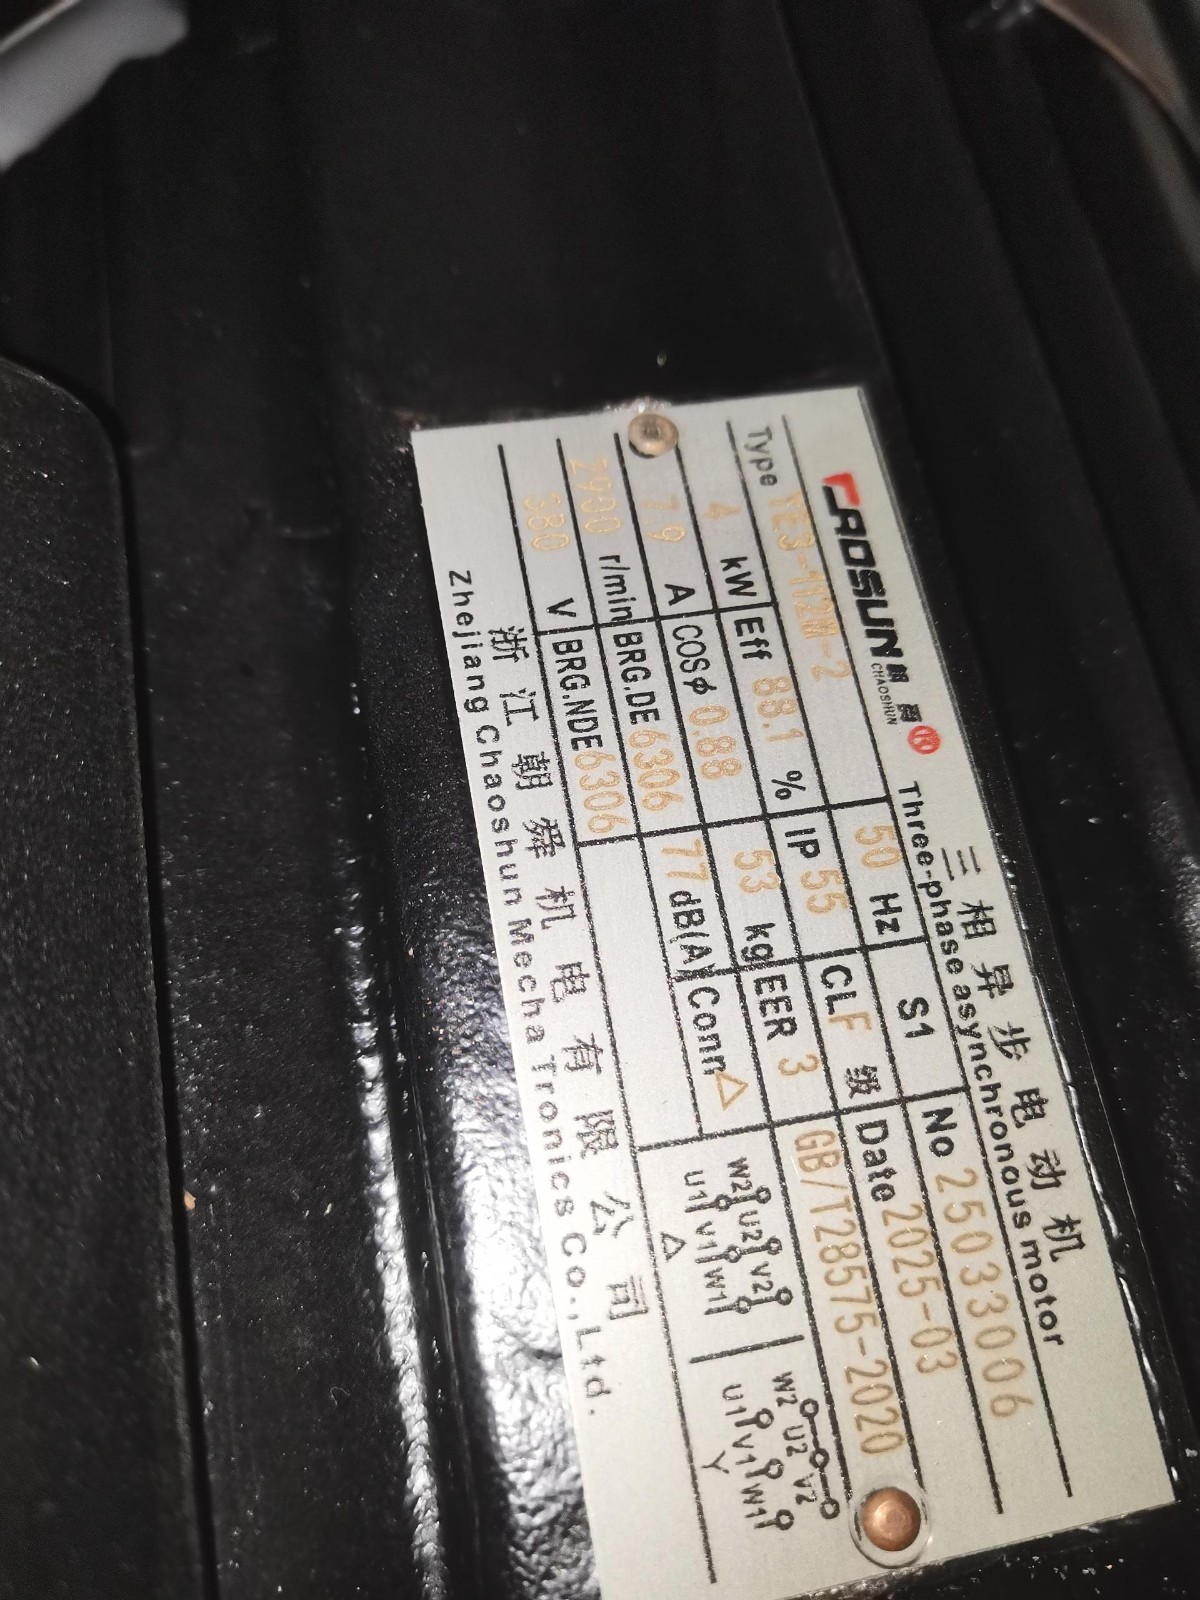 CAOSUN 朝舜 CHAOSHUN
三相异步电动机
Three-phase asynchronous motor
Type YE3-112M-2 50 Hz S1 No 25033006
4 kW Eff 88.1 % IP 55 CLF 级 Date 2025-03
7.9 A COSφ 0.88 53 kg EER 3 GB/T28575-2020
2900 r/min BRG.DE 6306 77 dB(A) Conn △
380 V BRG.NDE 6306
W2 U2 V2 W2 U2 V2
U1 V1 W1 U1 V1 W1
△ Y
浙江朝舜机电有限公司
Zhejiang Chaoshun Mecha Tronics Co.,Ltd.